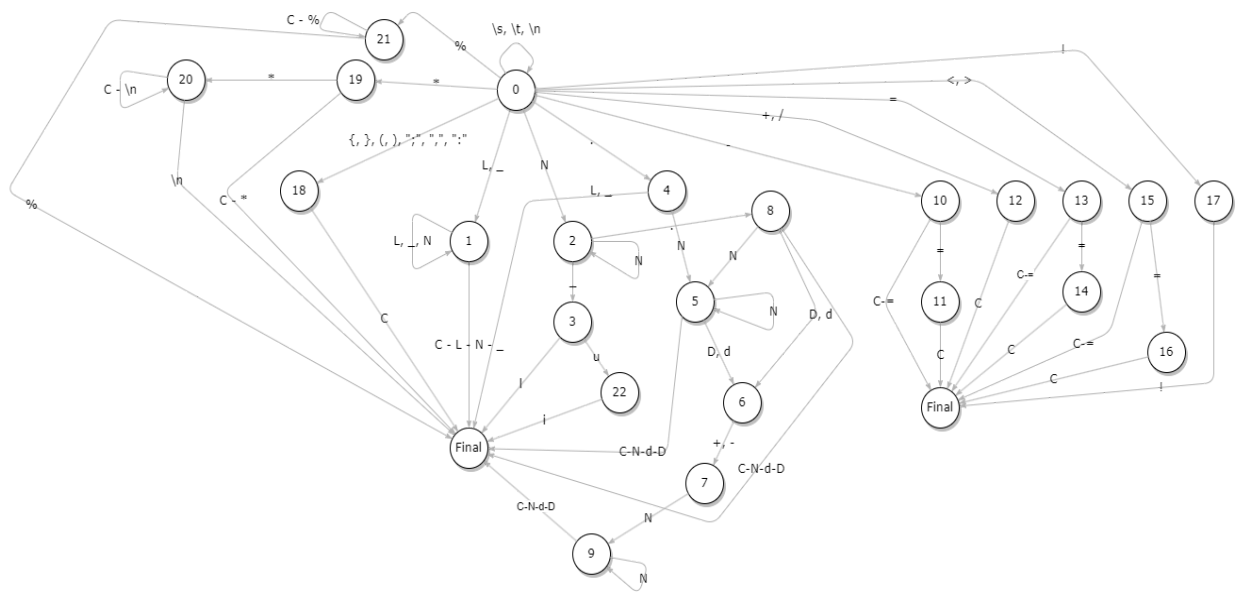 C - %
21
\s, \t, \n
%
!
20
*
19
*
0
<, >
C - \n
=
+, /
{, }, (, ), ";", ",", ":"
.
-
L, _
N
\n
C - *
18
L, _
4
%
8
10
12
13
15
17
L, _, N
1
2
.
N
N
N
=
=
C-=
=
_
C-=
5
N
11
C
14
C
D, d
3
C-=
C - L - N - _
u
D, d
C
C
16
l
22
6
C
!
i
Final
Final
+, -
C-N-d-D
C-N-d-D
7
C-N-d-D
N
9
N